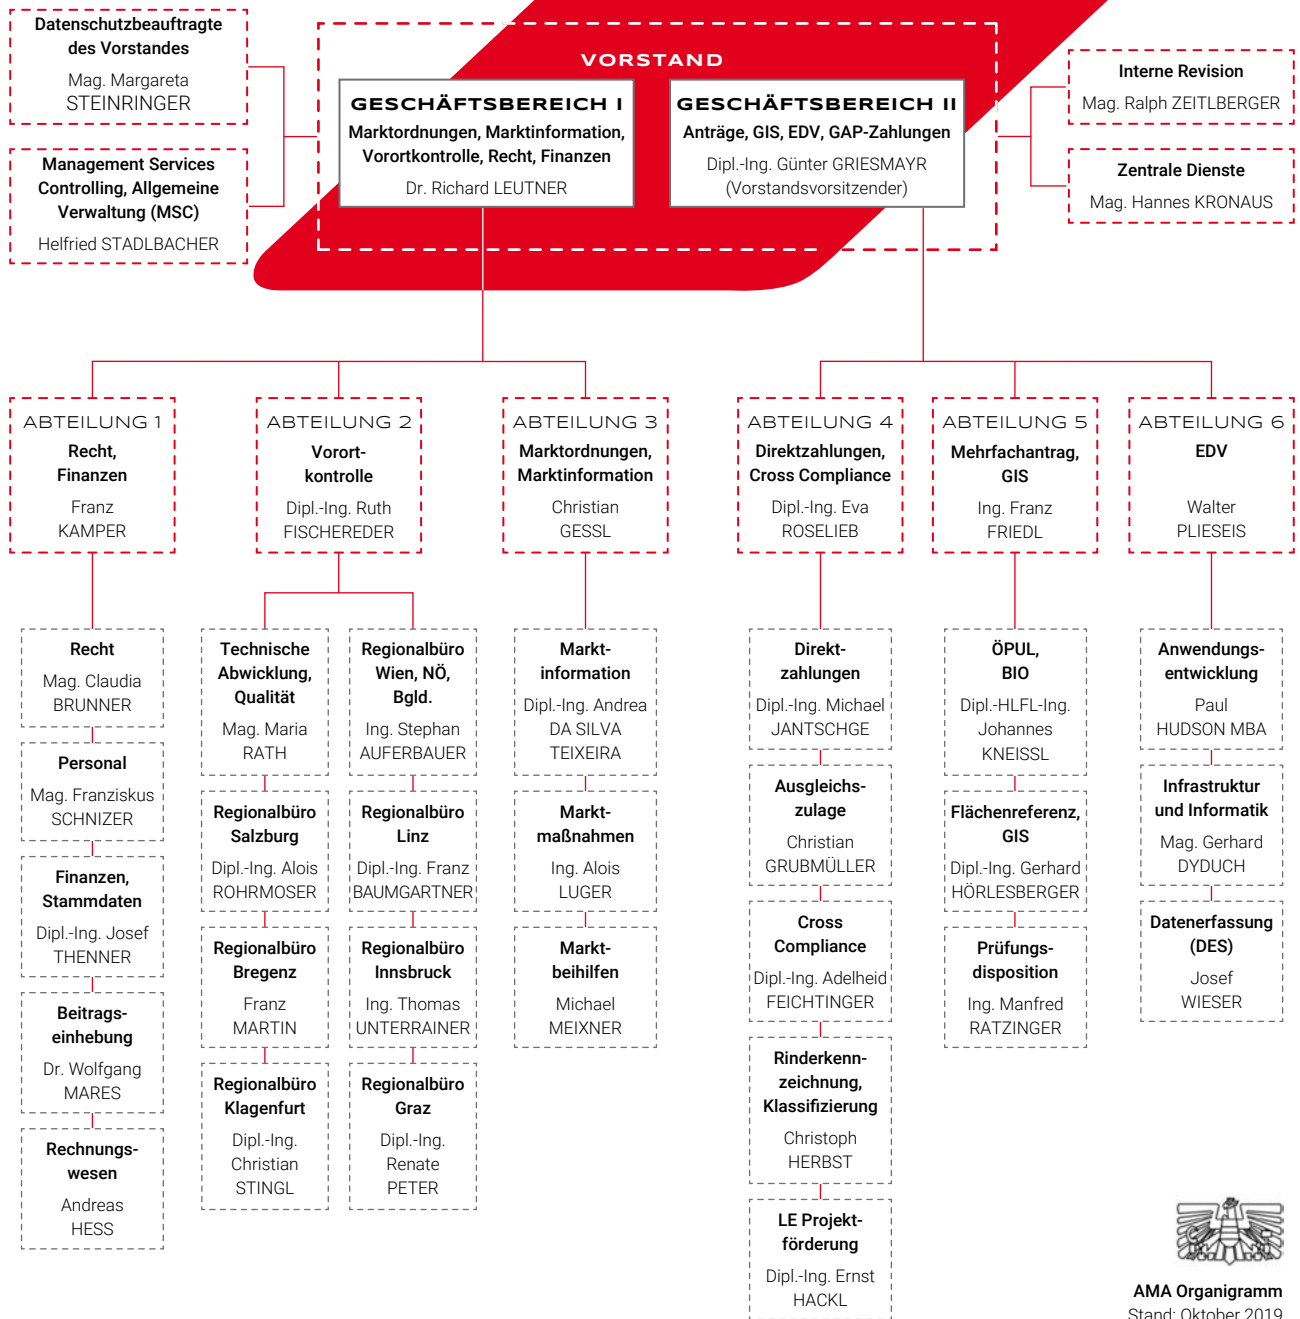 Datenschutzbeauftragte
des Vorstandes
Mag. Margareta
STEINRINGER
Management Services
Controlling, Allgemeine
Verwaltung (MSC)
Helfried STADLBACHER
VORSTAND
GESCHÄFTSBEREICH I
Marktordnungen, Marktinformation,
Vorortkontrolle, Recht, Finanzen
Dr. Richard LEUTNER
GESCHÄFTSBEREICH II
Anträge, GIS, EDV, GAP-Zahlungen
Dipl.-Ing. Günter GRIESMAYR
(Vorstandsvorsitzender)
Interne Revision
Mag. Ralph ZEITLBERGER
Zentrale Dienste
Mag. Hannes KRONAUS
ABTEILUNG 1
Recht,
Finanzen
Franz
KAMPER
ABTEILUNG 2
Vorort-
kontrolle
Dipl.-Ing. Ruth
FISCHEREDER
ABTEILUNG 3
Marktordnungen,
Marktinformation
Christian
GESSL
ABTEILUNG 4
Direktzahlungen,
Cross Compliance
Dipl.-Ing. Eva
ROSELIEB
ABTEILUNG 5
Mehrfachantrag,
GIS
Ing. Franz
FRIEDL
ABTEILUNG 6
EDV
Walter
PLIESEIS
Recht
Mag. Claudia
BRUNNER
Personal
Mag. Franziskus
SCHNIZER
Finanzen,
Stammdaten
Dipl.-Ing. Josef
THENNER
Beitrags-
einhebung
Dr. Wolfgang
MARES
Rechnungs-
wesen
Andreas
HESS
Technische
Abwicklung,
Qualität
Mag. Maria
RATH
Regionalbüro
Salzburg
Dipl.-Ing. Alois
ROHRMOSER
Regionalbüro
Bregenz
Franz
MARTIN
Regionalbüro
Klagenfurt
Dipl.-Ing.
Christian
STINGL
Regionalbüro
Wien, NÖ,
Bgld.
Ing. Stephan
AUFERBAUER
Regionalbüro
Linz
Dipl.-Ing. Franz
BAUMGARTNER
Regionalbüro
Innsbruck
Ing. Thomas
UNTERRAINER
Regionalbüro
Graz
Dipl.-Ing.
Renate
PETER
Markt-
information
Dipl.-Ing. Andrea
DA SILVA
TEIXEIRA
Markt-
maßnahmen
Ing. Alois
LUGER
Markt-
beihilfen
Michael
MEIXNER
Direkt-
zahlungen
Dipl.-Ing. Michael
JANTSCHGE
Ausgleichs-
zulage
Christian
GRUBMÜLLER
Cross
Compliance
Dipl.-Ing. Adelheid
FEICHTINGER
Rinderkenn-
zeichnung,
Klassifizierung
Christoph
HERBST
LE Projekt-
förderung
Dipl.-Ing. Ernst
HACKL
ÖPUL,
BIO
Dipl.-HLFL-Ing.
Johannes
KNEISSL
Flächenreferenz,
GIS
Dipl.-Ing. Gerhard
HÖRLESBERGER
Prüfungs-
disposition
Ing. Manfred
RATZINGER
Anwendungs-
entwicklung
Paul
HUDSON MBA
Infrastruktur
und Informatik
Mag. Gerhard
DYDUCH
Datenerfassung
(DES)
Josef
WIESER
AMA Organigramm
Stand: Oktober 2019